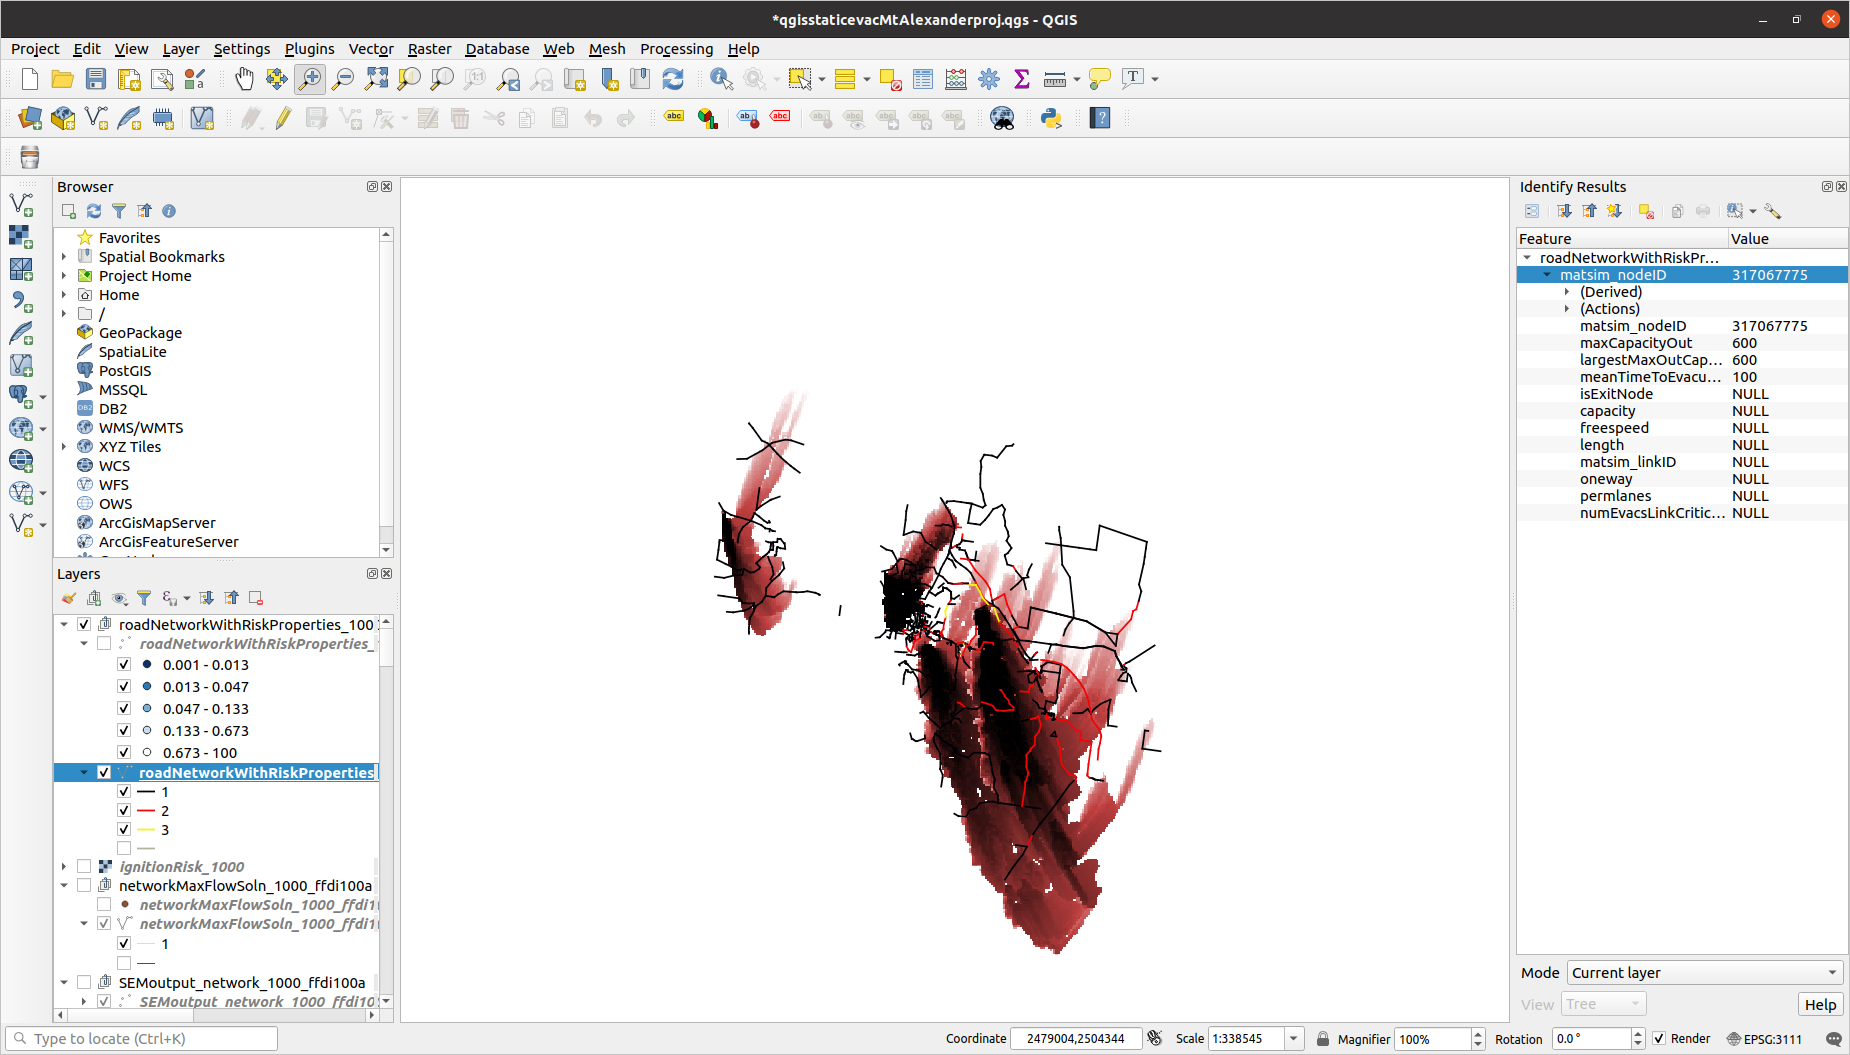 *qgisstaticevacMtAlexanderproj.qgs - QGIS
Project Edit View Layer Settings Plugins Vector Raster Database Web Mesh Processing Help
Browser
Favorites
Spatial Bookmarks
Project Home
Home
/
GeoPackage
SpatiaLite
PostGIS
MSSQL
DB2
WMS/WMTS
XYZ Tiles
WCS
WFS
OWS
ArcGisMapServer
ArcGisFeatureServer
Layers
roadNetworkWithRiskProperties_100
roadNetworkWithRiskProperties_
0.001 - 0.013
0.013 - 0.047
0.047 - 0.133
0.133 - 0.673
0.673 - 100
roadNetworkWithRiskProperties
1
2
3
ignitionRisk_1000
networkMaxFlowSoln_1000_ffdi100a
networkMaxFlowSoln_1000_ffdi1
networkMaxFlowSoln_1000_ffdi1
1
SEMoutput_network_1000_ffdi100a
SEMoutput_network_1000_ffdi10
Identify Results
Feature Value
roadNetworkWithRiskPr...
matsim_nodeID 317067775
(Derived)
(Actions)
matsim_nodeID 317067775
maxCapacityOut 600
largestMaxOutCap... 600
meanTimeToEvacu... 100
isExitNode NULL
capacity NULL
freespeed NULL
length NULL
matsim_linkID NULL
oneway NULL
permlanes NULL
numEvacsLinkCritic... NULL
Mode Current layer
View Tree
Help
Type to locate (Ctrl+K)
Coordinate 2479004,2504344 Scale 1:338545 Magnifier 100% Rotation 0.0 ° Render EPSG:3111